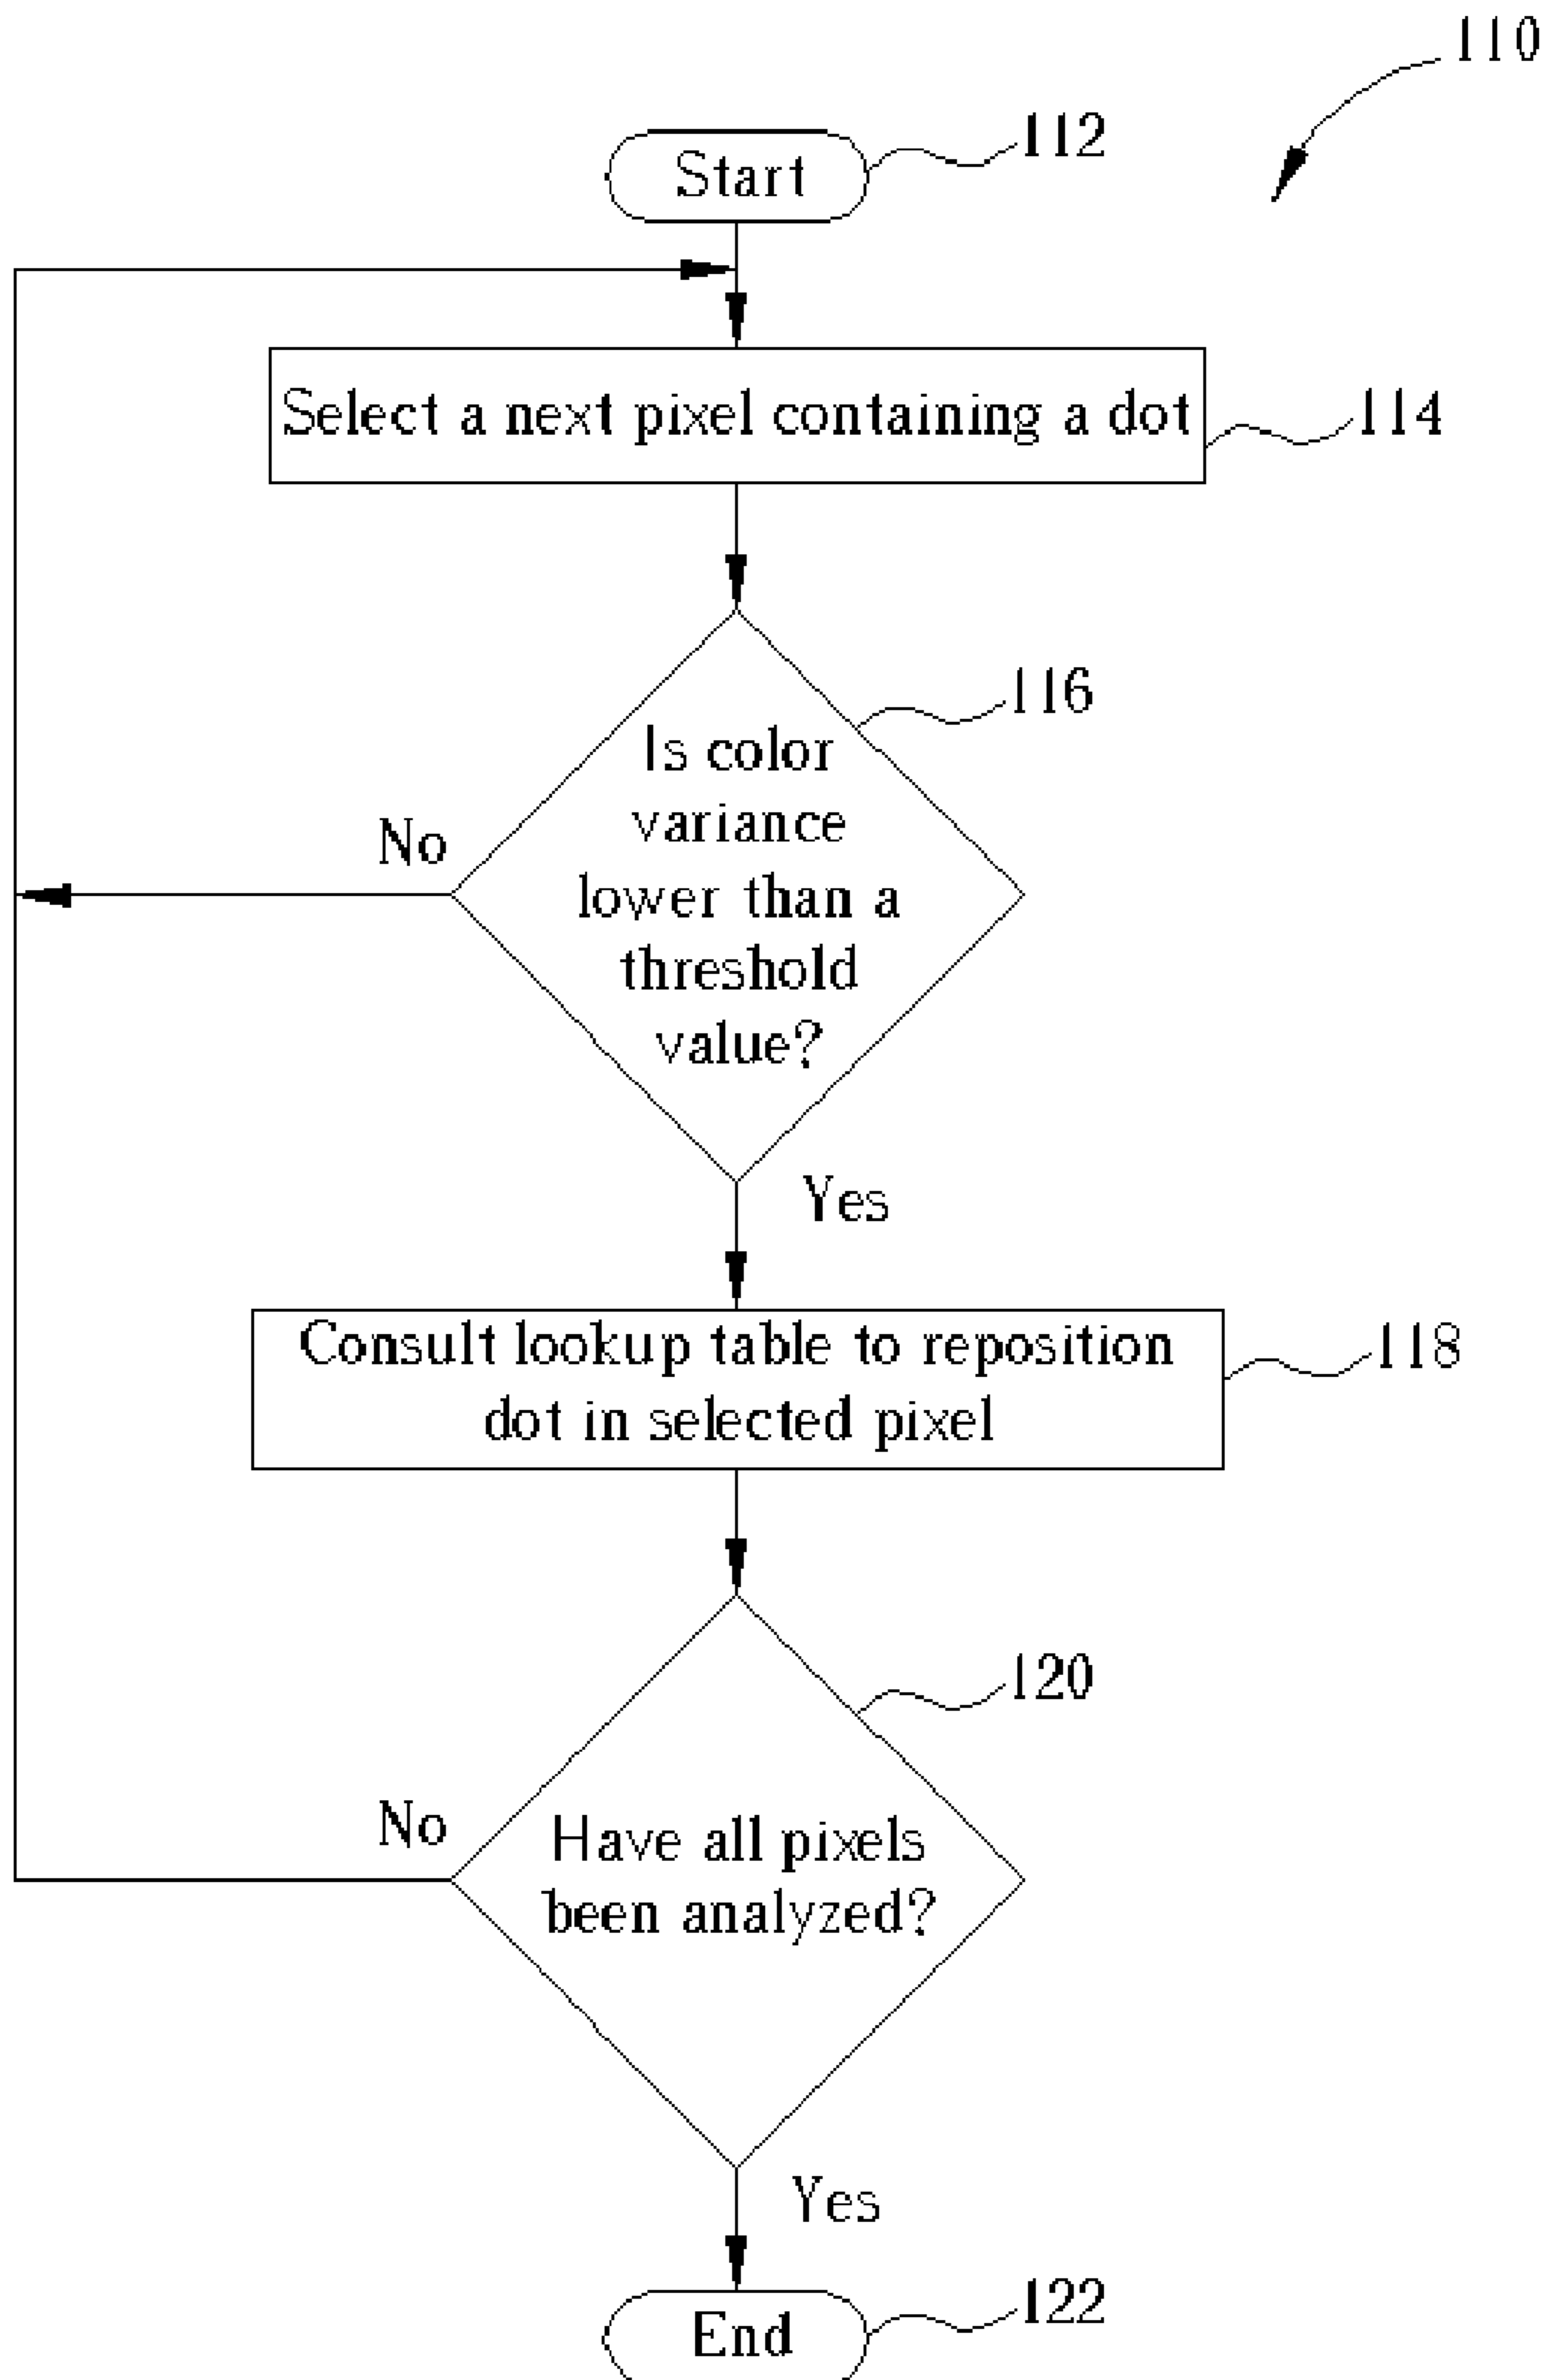 110
Start
112
Select a next pixel containing a dot
114
116
Is color
variance
lower than a
threshold
value?
No
Yes
Consult lookup table to reposition
dot in selected pixel
118
120
Have all pixels
been analyzed?
No
Yes
End
122